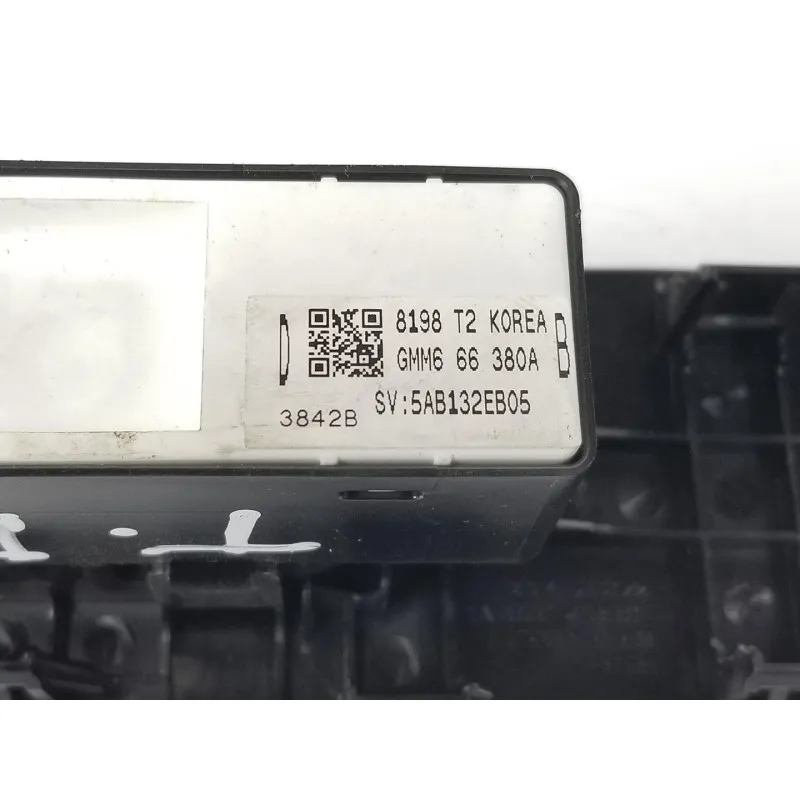 8198 T2 KOREA
GMM6 66 380A
B
SV:5AB132EB05
3842B